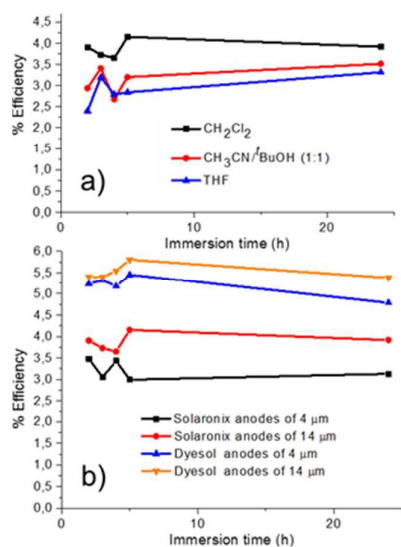 4,5
4,0
3,5
3,0
2,5
2,0
1,5
1,0
0,5
0,0
% Efficiency
CH2Cl2
CH3CN/tBuOH (1:1)
THF
a)
0 10 20
Immersion time (h)
6,0
5,5
5,0
4,5
4,0
3,5
3,0
2,5
2,0
1,5
1,0
0,5
0,0
% Efficiency
Solaronix anodes of 4 μm
Solaronix anodes of 14 μm
Dyesol anodes of 4 μm
Dyesol anodes of 14 μm
b)
0 10 20
Immersion time (h)